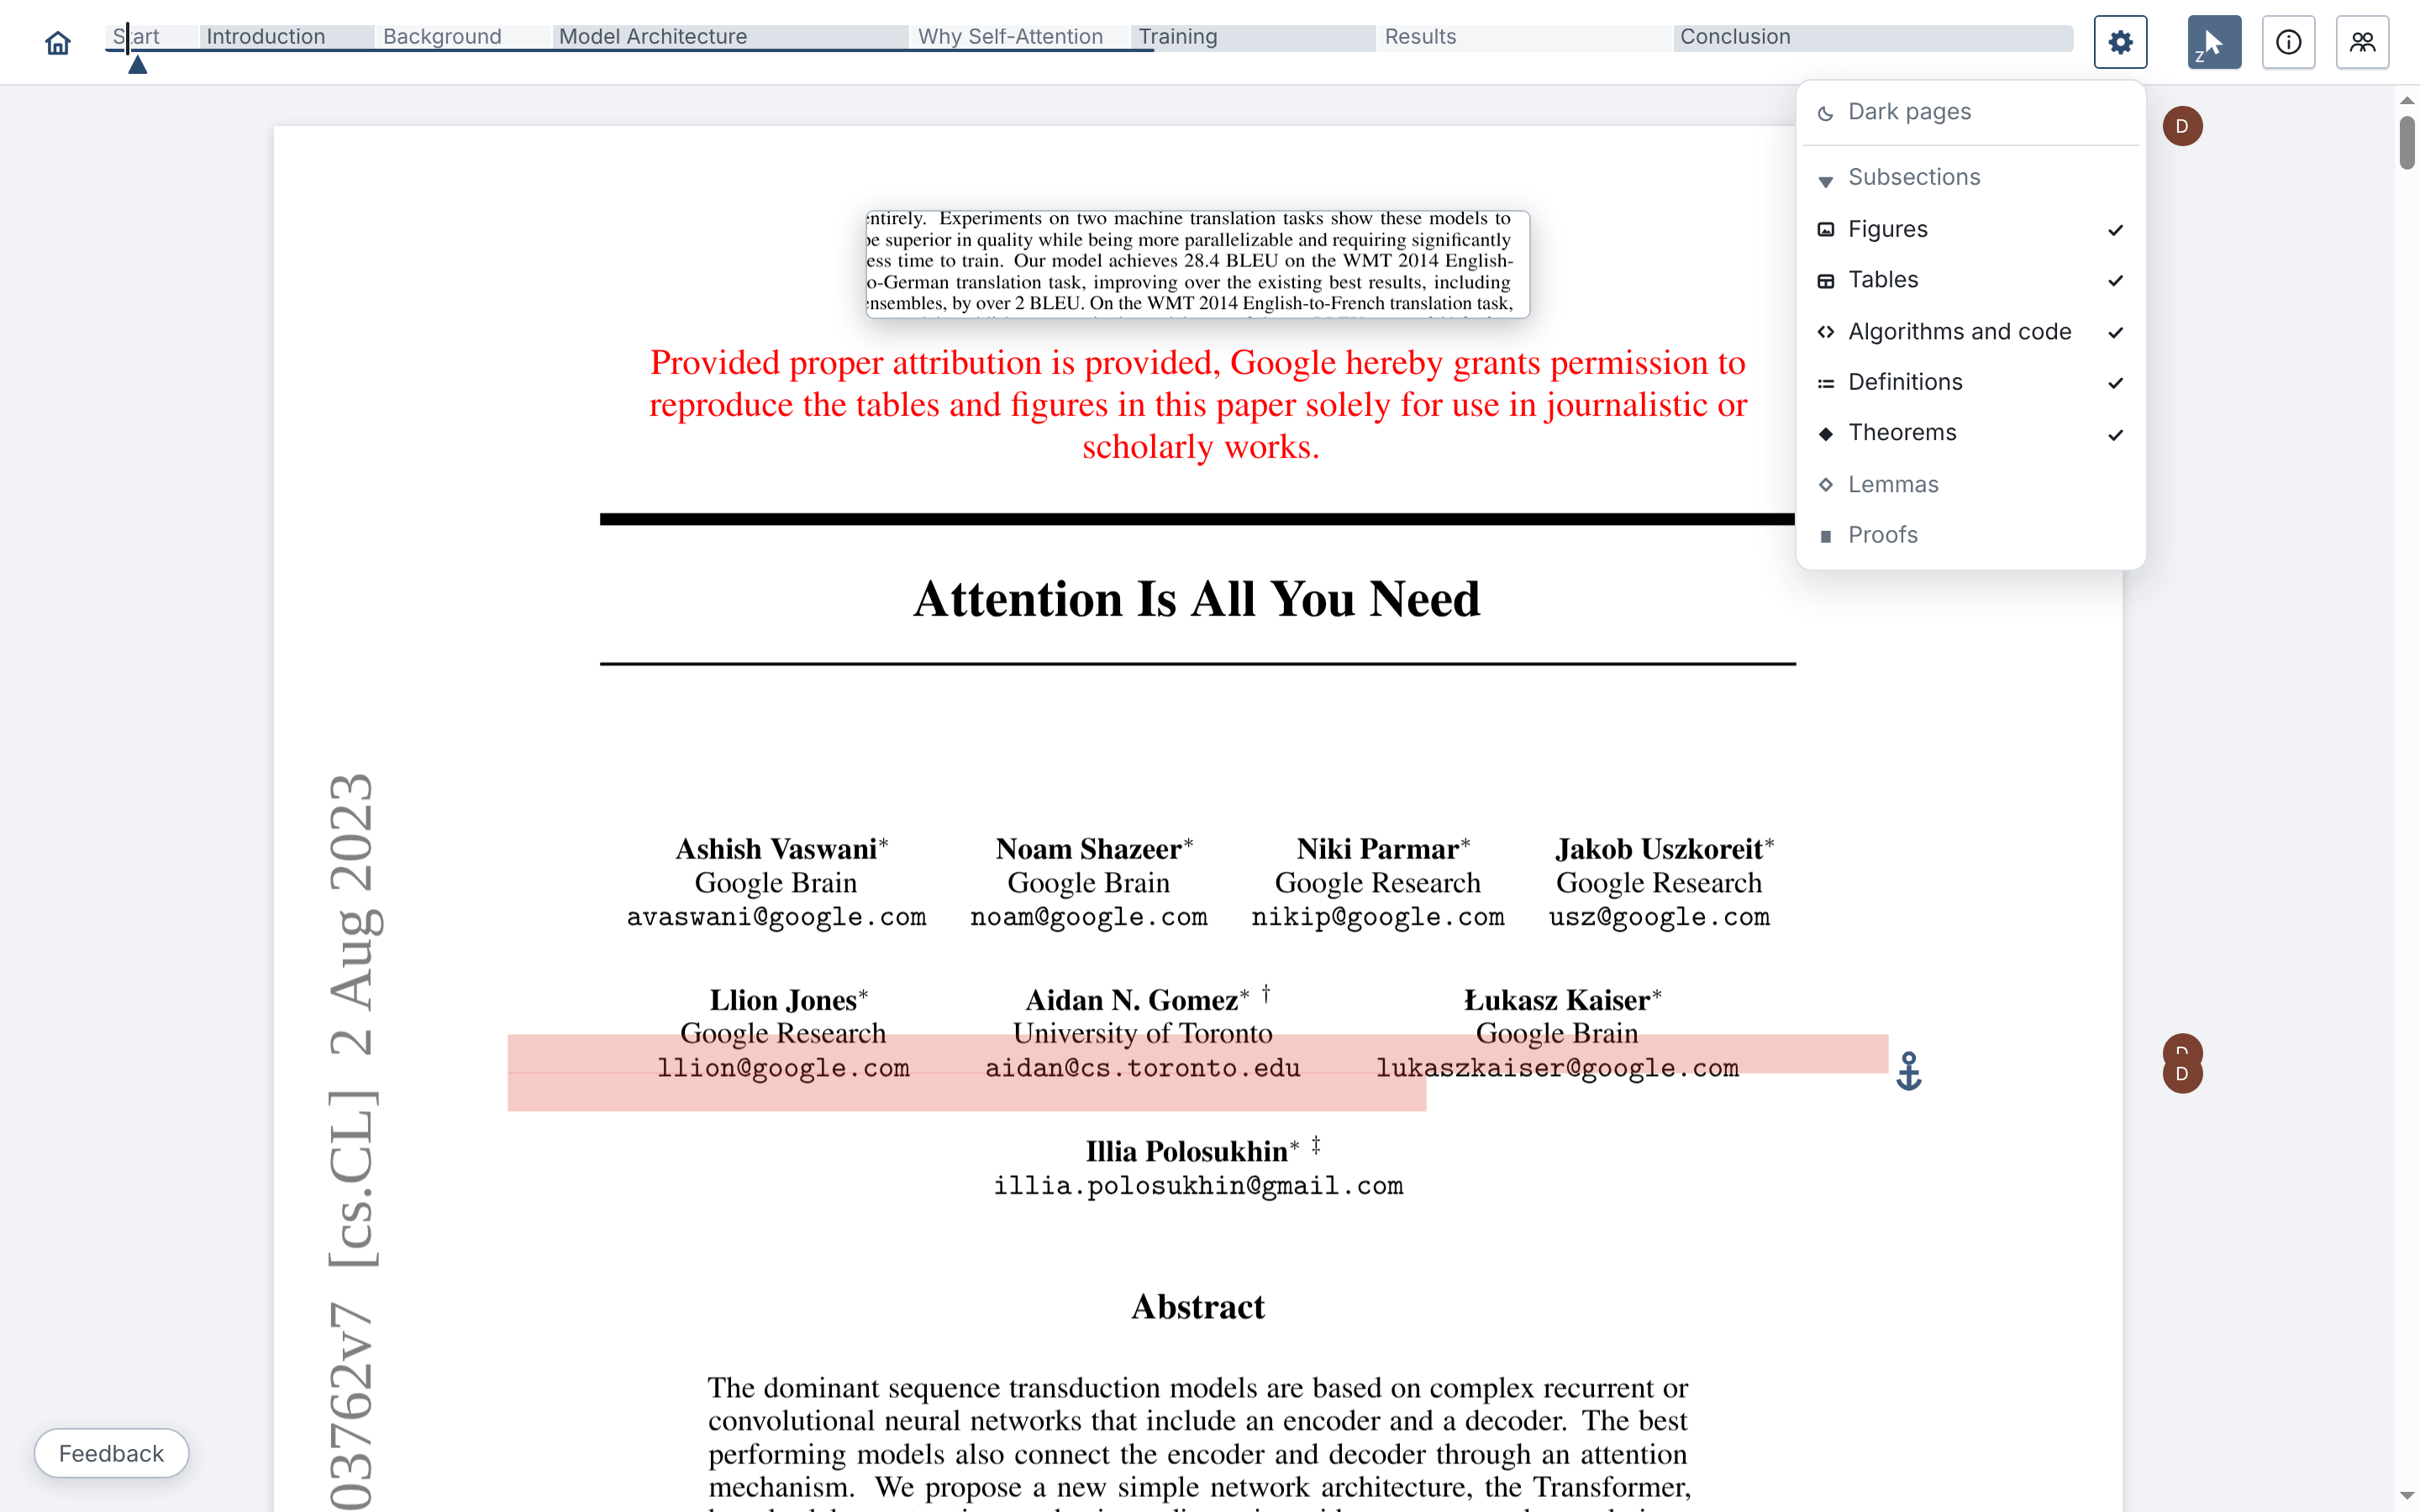 Start
Introduction
Background
Model Architecture
Why Self-Attention
Training
Results
Conclusion
Z
Dark pages
Subsections
Figures
Tables
Algorithms and code
Definitions
Theorems
Lemmas
Proofs
D
entirely. Experiments on two machine translation tasks show these models to
be superior in quality while being more parallelizable and requiring significantly
ess time to train. Our model achieves 28.4 BLEU on the WMT 2014 English-
o-German translation task, improving over the existing best results, including
ensembles, by over 2 BLEU. On the WMT 2014 English-to-French translation task,
Provided proper attribution is provided, Google hereby grants permission to
reproduce the tables and figures in this paper solely for use in journalistic or
scholarly works.
Attention Is All You Need
Ashish Vaswani* Noam Shazeer* Niki Parmar* Jakob Uszkoreit*
Google Brain Google Brain Google Research Google Research
avaswani@google.com noam@google.com nikip@google.com usz@google.com
Llion Jones* Aidan N. Gomez* † Łukasz Kaiser*
Google Research University of Toronto Google Brain
llion@google.com aidan@cs.toronto.edu lukaszkaiser@google.com
D
D
Illia Polosukhin* ‡
illia.polosukhin@gmail.com
Abstract
The dominant sequence transduction models are based on complex recurrent or
convolutional neural networks that include an encoder and a decoder. The best
performing models also connect the encoder and decoder through an attention
mechanism. We propose a new simple network architecture, the Transformer,
03762v7 [cs.CL] 2 Aug 2023
Feedback